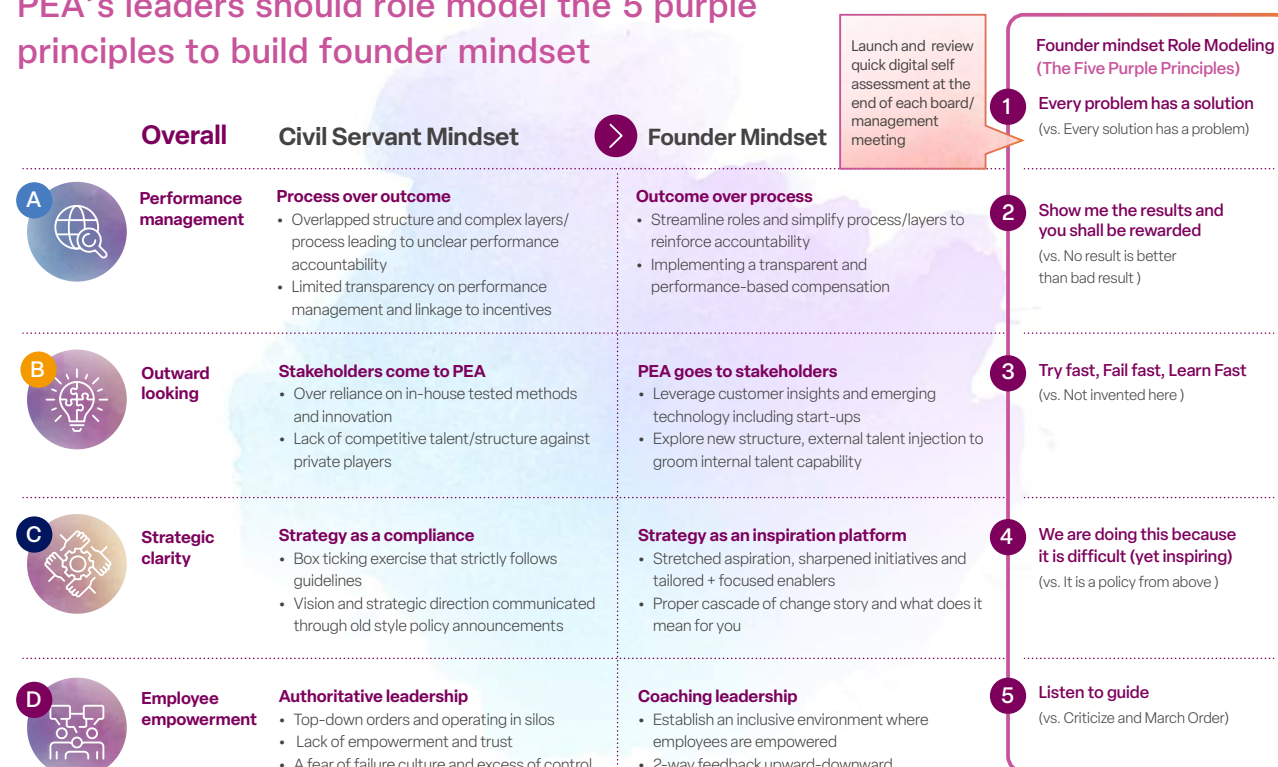 PEA's leaders should role model the 5 purple
principles to build founder mindset
Launch and review
quick digital self
assessment at the
end of each board/
management
meeting
Overall
Civil Servant Mindset
Founder Mindset
A
Performance
management
Process over outcome
• Overlapped structure and complex layers/
process leading to unclear performance
accountability
• Limited transparency on performance
management and linkage to incentives
Outcome over process
• Streamline roles and simplify process/layers to
reinforce accountability
• Implementing a transparent and
performance-based compensation
B
Outward
looking
Stakeholders come to PEA
• Over reliance on in-house tested methods
and innovation
• Lack of competitive talent/structure against
private players
PEA goes to stakeholders
• Leverage customer insights and emerging
technology including start-ups
• Explore new structure, external talent injection to
groom internal talent capability
C
Strategic
clarity
Strategy as a compliance
• Box ticking exercise that strictly follows
guidelines
• Vision and strategic direction communicated
through old style policy announcements
Strategy as an inspiration platform
• Stretched aspiration, sharpened initiatives and
tailored + focused enablers
• Proper cascade of change story and what does it
mean for you
D
Employee
empowerment
Authoritative leadership
• Top-down orders and operating in silos
• Lack of empowerment and trust
• A fear of failure culture and excess of control
Coaching leadership
• Establish an inclusive environment where
employees are empowered
• 2-way feedback upward-downward
Founder mindset Role Modeling
(The Five Purple Principles)
1
Every problem has a solution
(vs. Every solution has a problem)
2
Show me the results and
you shall be rewarded
(vs. No result is better
than bad result )
3
Try fast, Fail fast, Learn Fast
(vs. Not invented here )
4
We are doing this because
it is difficult (yet inspiring)
(vs. It is a policy from above )
5
Listen to guide
(vs. Criticize and March Order)